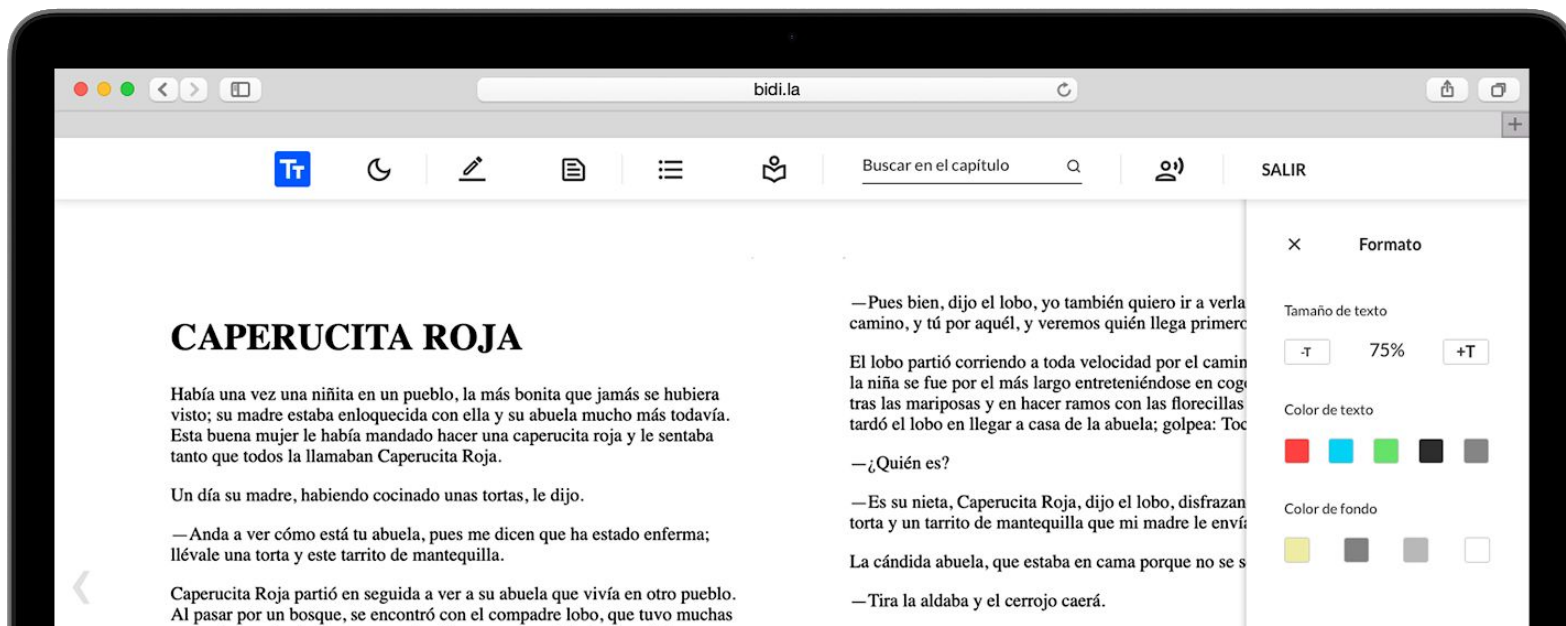 bidi.la
Tт
Buscar en el capítulo
SALIR
CAPERUCITA ROJA
Había una vez una niñita en un pueblo, la más bonita que jamás se hubiera
visto; su madre estaba enloquecida con ella y su abuela mucho más todavía.
Esta buena mujer le había mandado hacer una caperucita roja y le sentaba
tanto que todos la llamaban Caperucita Roja.
Un día su madre, habiendo cocinado unas tortas, le dijo.
—Anda a ver cómo está tu abuela, pues me dicen que ha estado enferma;
llévale una torta y este tarrito de mantequilla.
Caperucita Roja partió en seguida a ver a su abuela que vivía en otro pueblo.
Al pasar por un bosque, se encontró con el compadre lobo, que tuvo muchas
—Pues bien, dijo el lobo, yo también quiero ir a verla
camino, y tú por aquél, y veremos quién llega primero
El lobo partió corriendo a toda velocidad por el camin
la niña se fue por el más largo entreteniéndose en cog
tras las mariposas y en hacer ramos con las florecillas
tardó el lobo en llegar a casa de la abuela; golpea: Toc
—¿Quién es?
—Es su nieta, Caperucita Roja, dijo el lobo, disfrazan
torta y un tarrito de mantequilla que mi madre le envía
La cándida abuela, que estaba en cama porque no se s
—Tira la aldaba y el cerrojo caerá.
Formato
Tamaño de texto
-T 75% +T
Color de texto
Color de fondo